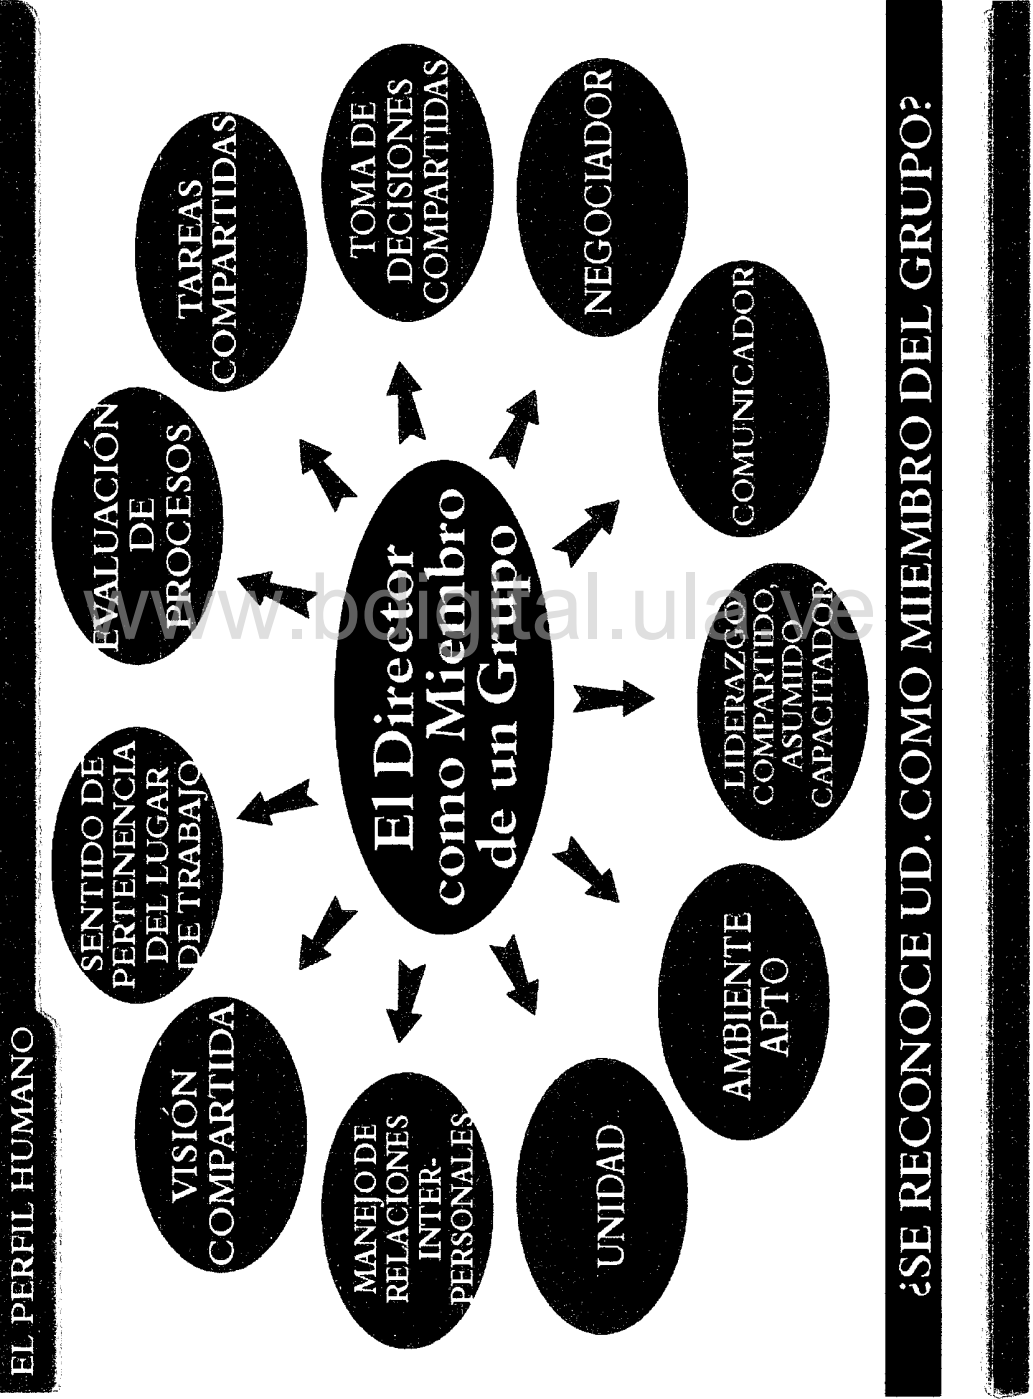 EL PERFIL HUMANO
SENTIDO DE
PERTENENCIA
DEL LUGAR
DE TRABAJO
EVALUACIÓN
DE
PROCESOS
VISIÓN
COMPARTIDA
TAREAS
COMPARTIDAS
MANEJO DE
RELACIONES
INTER-
PERSONALES
El Director
como Miembro
de un Grupo
TOMA DE
DECISIONES
COMPARTIDAS
UNIDAD
NEGOCIADOR
AMBIENTE
APTO
LIDERAZGO
COMPARTIDO,
ASUMIDO,
CAPACITADOR
COMUNICADOR
¿SE RECONOCE UD. COMO MIEMBRO DEL GRUPO?
www.bdigital.ula.ve